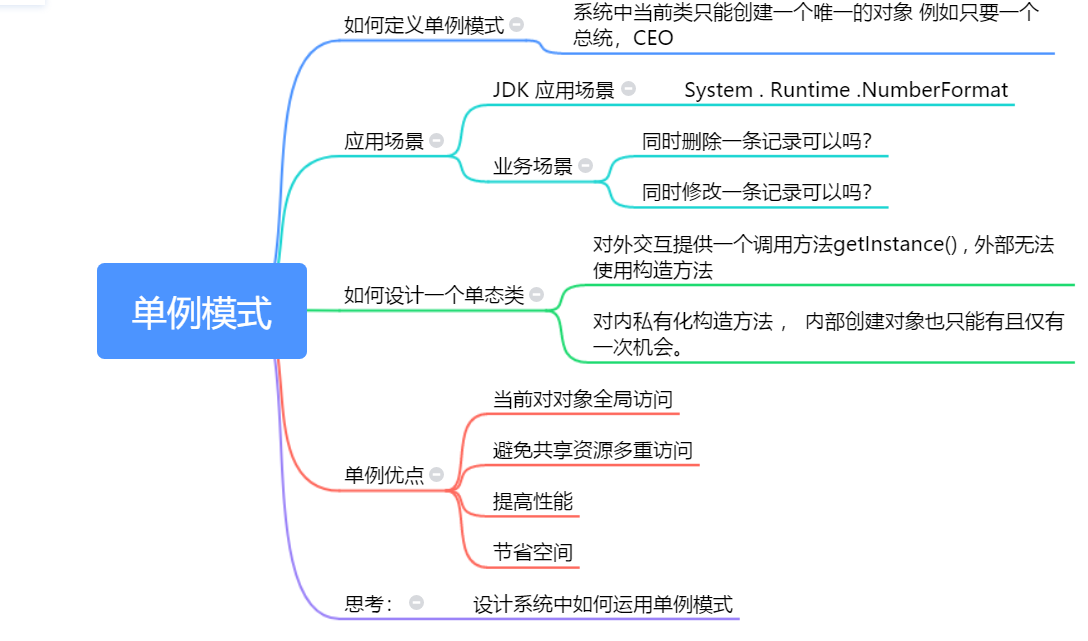 单例模式
如何定义单例模式
系统中当前类只能创建一个唯一的对象 例如只要一个
总统，CEO
应用场景
JDK 应用场景
System . Runtime .NumberFormat
业务场景
同时删除一条记录可以吗?
同时修改一条记录可以吗?
如何设计一个单态类
对外交互提供一个调用方法getInstance() , 外部无法
使用构造方法
对内私有化构造方法 ， 内部创建对象也只能有且仅有
一次机会。
单例优点
当前对对象全局访问
避免共享资源多重访问
提高性能
节省空间
思考：
设计系统中如何运用单例模式